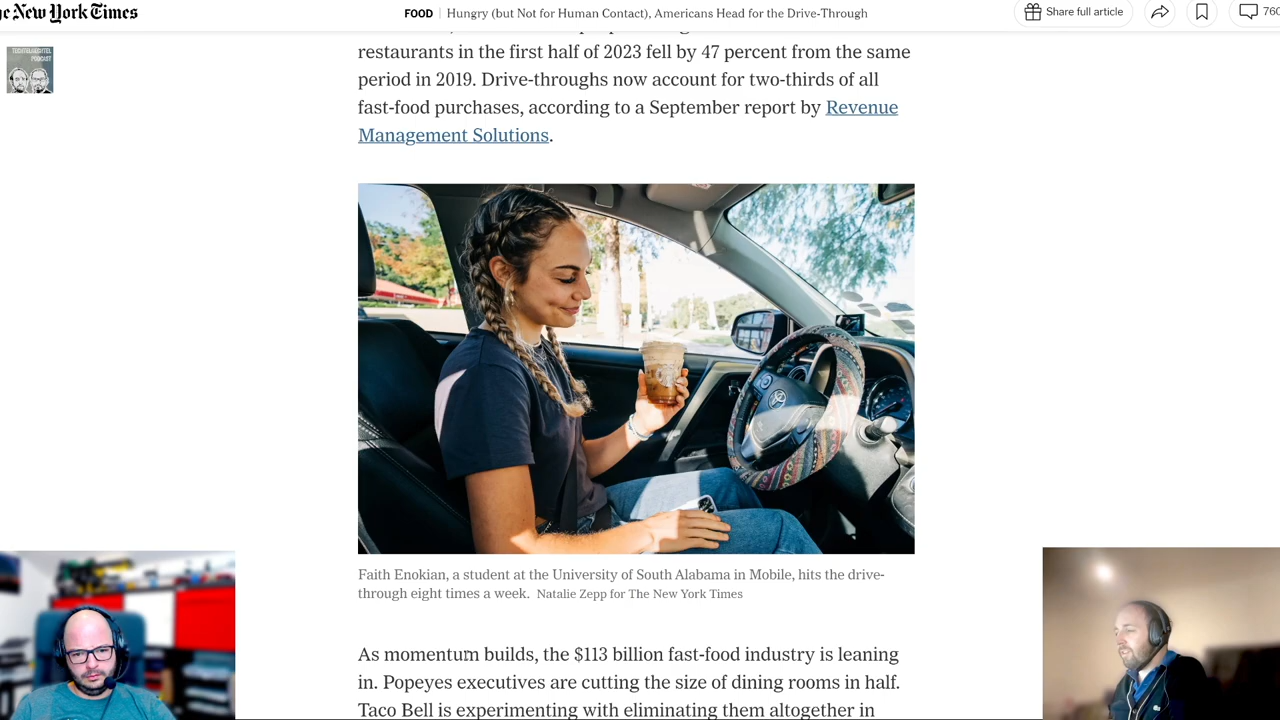 The New York Times
FOOD | Hungry (but Not for Human Contact), Americans Head for the Drive-Through
Share full article
760
PODCAST
restaurants in the first half of 2023 fell by 47 percent from the same
period in 2019. Drive-throughs now account for two-thirds of all
fast-food purchases, according to a September report by Revenue
Management Solutions.
Faith Enokian, a student at the University of South Alabama in Mobile, hits the drive-
through eight times a week. Natalie Zepp for The New York Times
As momentum builds, the $113 billion fast-food industry is leaning
in. Popeyes executives are cutting the size of dining rooms in half.
Taco Bell is experimenting with eliminating them altogether in